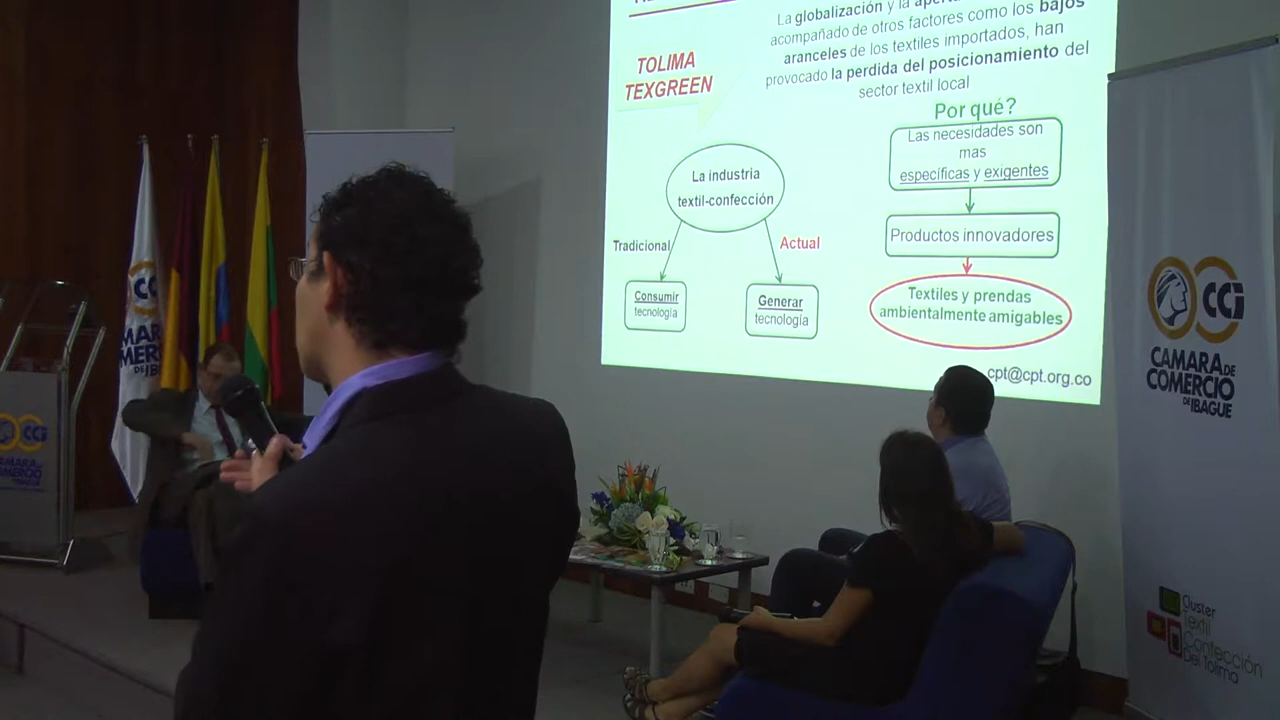 La globalización y la
acompañado de otros factores como los bajos
aranceles de los textiles importados, han
provocado la perdida del posicionamiento del
sector textil local
TOLIMA
TEXGREEN
Por qué?
Las necesidades son
mas
específicas y exigentes
Productos innovadores
Textiles y prendas
ambientalmente amigables
La industria
textil-confección
Tradicional
Actual
Consumir
tecnología
Generar
tecnología
cpt@cpt.org.co
CCi
CAMARA DE
COMERCIO
DE IBAGUE
Cluster
Textil
Confección
Del Tolima
CCi
CAMARA DE
COMERCIO
DE IBAGUE